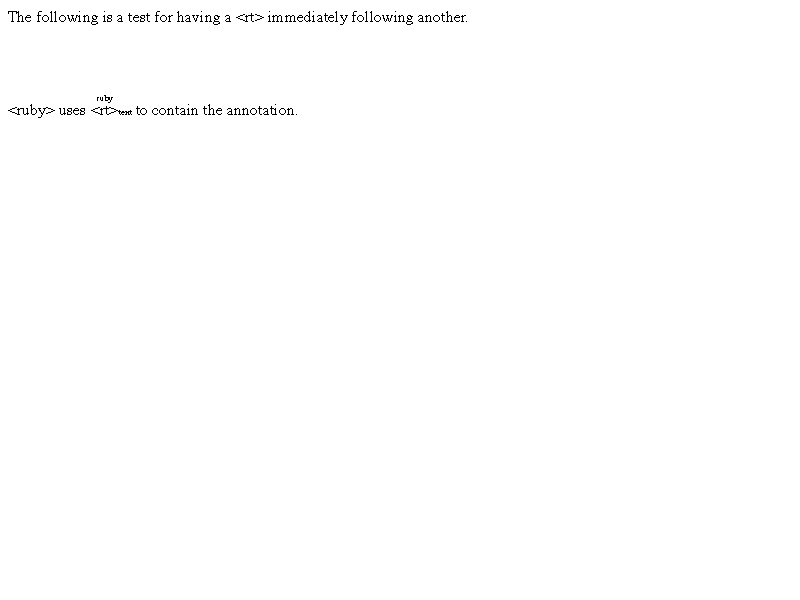 The following is a test for having a <rt> immediately following another.
ruby
<ruby> uses <rt>text to contain the annotation.